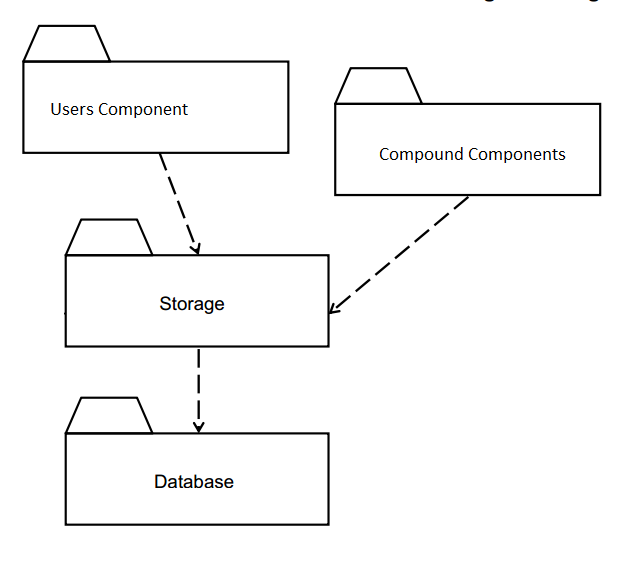 Users Component
Compound Components
Storage
Database